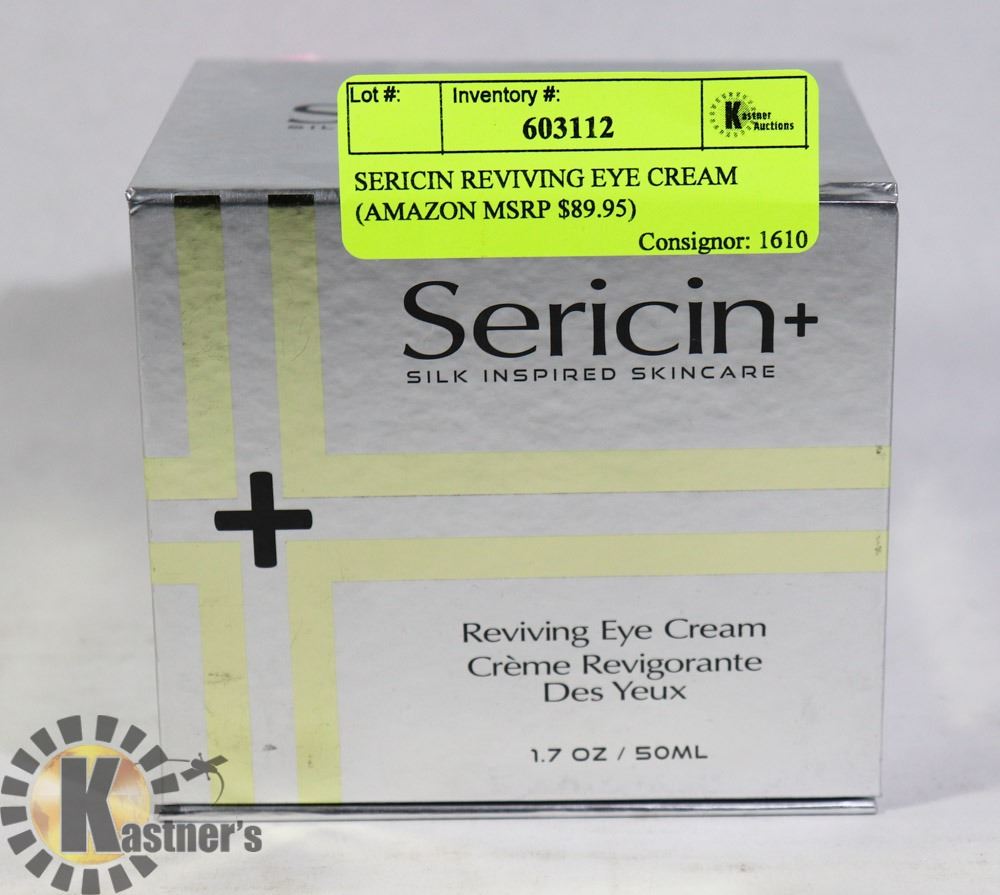 Lot #:
Inventory #:
603112
Kastner
Auctions
SERICIN REVIVING EYE CREAM
(AMAZON MSRP $89.95)
Consignor: 1610
Sericin+
SILK INSPIRED SKINCARE
Reviving Eye Cream
Crème Revigorante
Des Yeux
1.7 OZ / 50ML
Kastner's